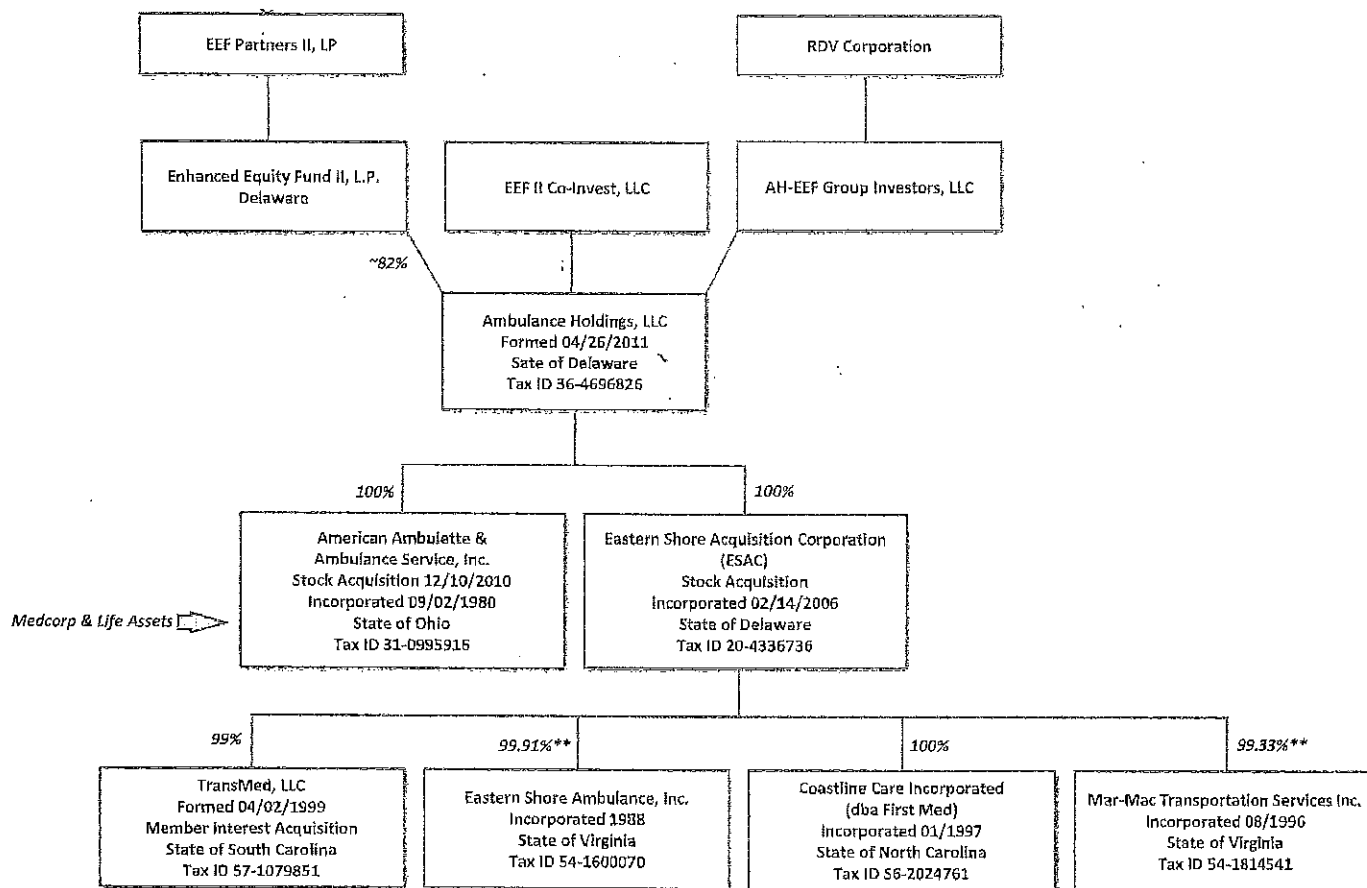 EEF Partners II, LP
RDV Corporation
Enhanced Equity Fund II, L.P.
Delaware
EEF II Co-Invest, LLC
AH-EEF Group Investors, LLC
~82%
Ambulance Holdings, LLC
Formed 04/26/2011
Sate of Delaware
Tax ID 36-4696826
100%
100%
American Ambulette &
Ambulance Service, Inc.
Stock Acquisition 12/10/2010
Incorporated 09/02/1980
State of Ohio
Tax ID 31-0995916
Eastern Shore Acquisition Corporation
(ESAC)
Stock Acquisition
Incorporated 02/14/2006
State of Delaware
Tax ID 20-4336736
Medcorp & Life Assets
99%
99.91%**
100%
99.33%**
TransMed, LLC
Formed 04/02/1999
Member Interest Acquisition
State of South Carolina
Tax ID 57-1079851
Eastern Shore Ambulance, Inc.
Incorporated 1988
State of Virginia
Tax ID 54-1600070
Coastline Care Incorporated
(dba First Med)
Incorporated 01/1997
State of North Carolina
Tax ID 56-2024761
Mar-Mac Transportation Services Inc.
Incorporated 08/1996
State of Virginia
Tax ID 54-1814541